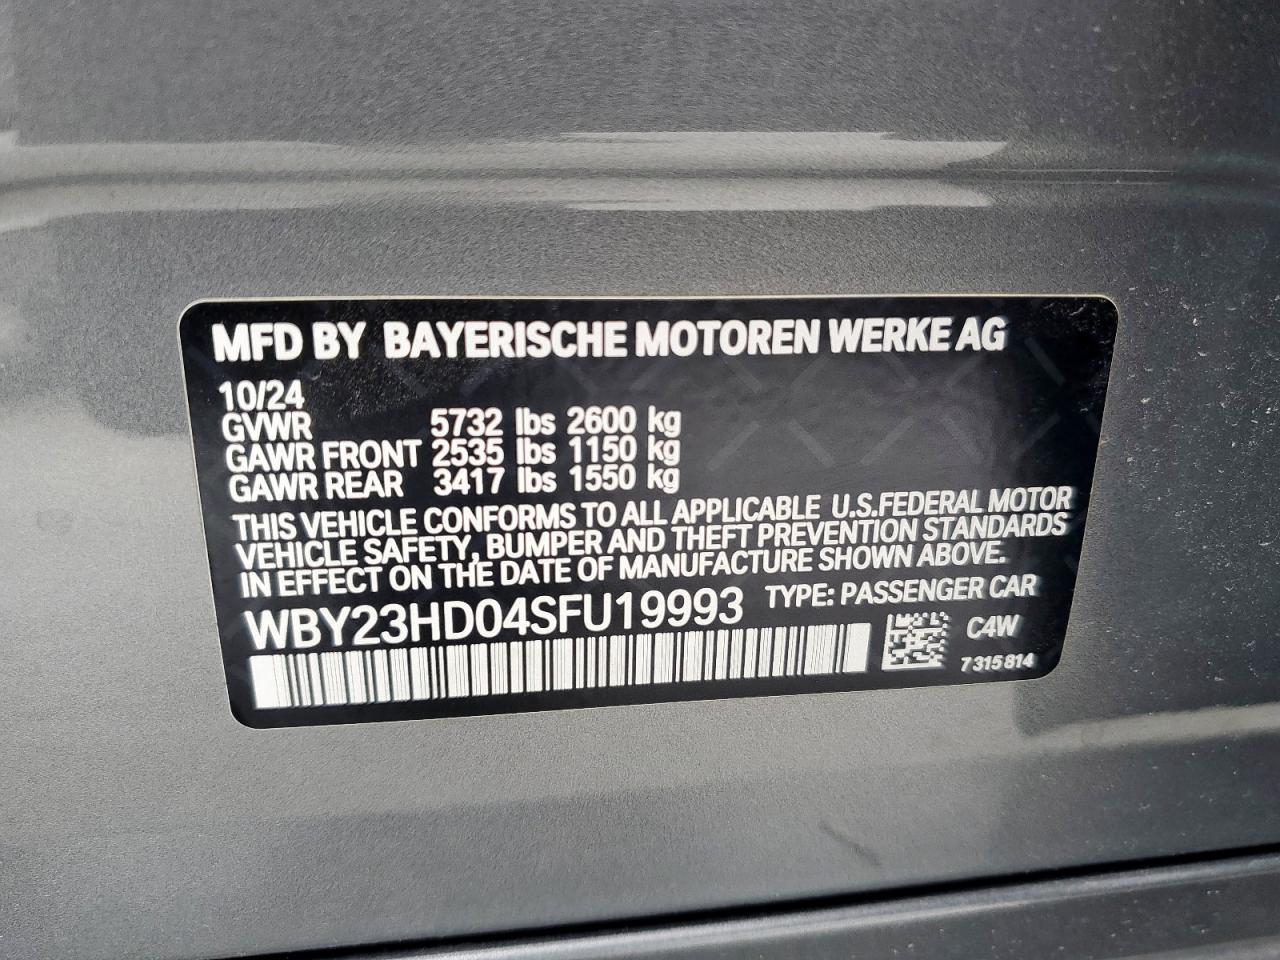 MFD BY BAYERISCHE MOTOREN WERKE AG
10/24
GVWR 5732 lbs 2600 kg
GAWR FRONT 2535 lbs 1150 kg
GAWR REAR 3417 lbs 1550 kg
THIS VEHICLE CONFORMS TO ALL APPLICABLE U.S.FEDERAL MOTOR
VEHICLE SAFETY, BUMPER AND THEFT PREVENTION STANDARDS
IN EFFECT ON THE DATE OF MANUFACTURE SHOWN ABOVE.
WBY23HD04SFU19993 TYPE: PASSENGER CAR
C4W
7 315 814